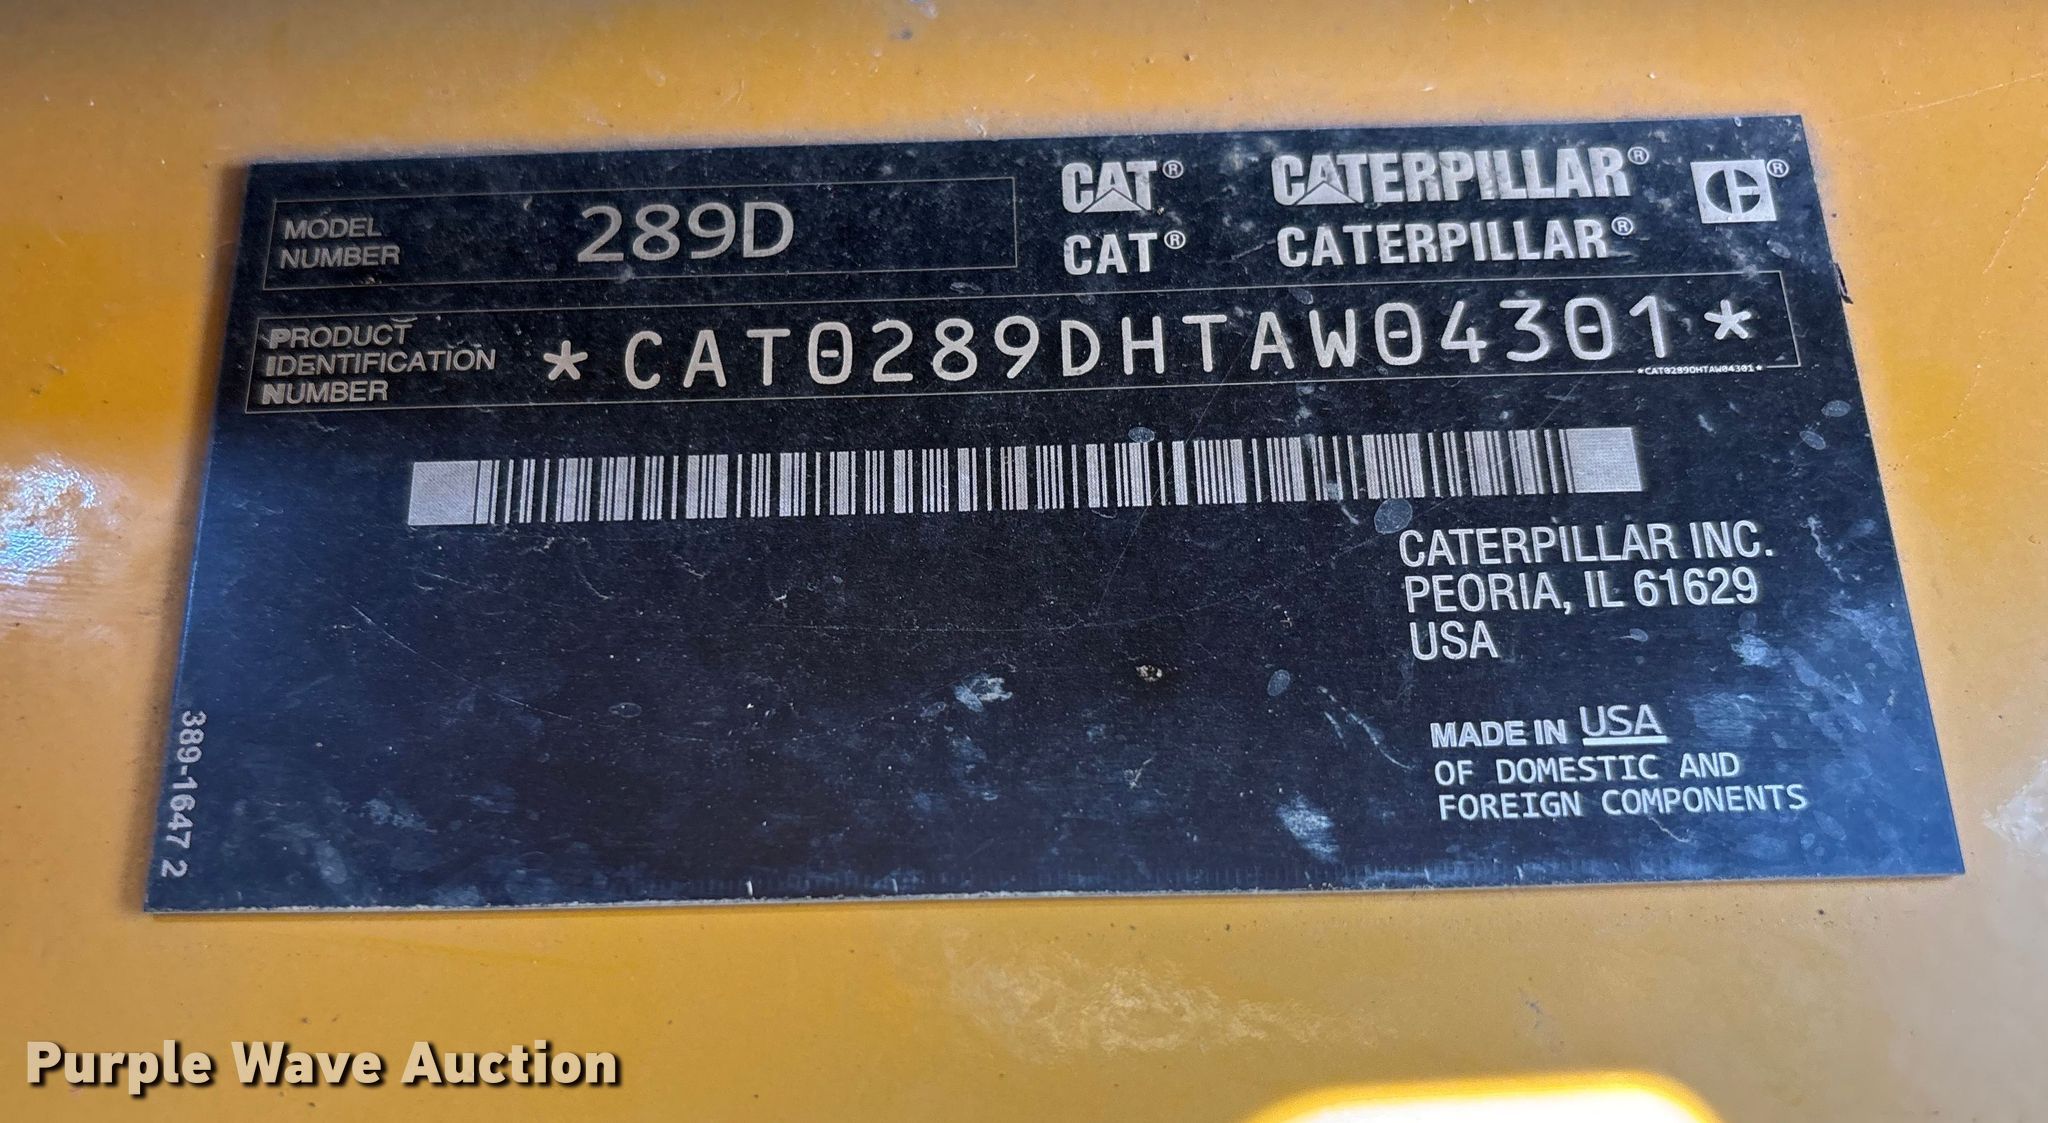 MODEL
NUMBER
289D
CAT® CATERPILLAR®
CAT® CATERPILLAR®
®
PRODUCT
IDENTIFICATION
NUMBER
*CAT0289DHTAW04301*
*CAT0289DHTAW04301*
CATERPILLAR INC.
PEORIA, IL 61629
USA
MADE IN USA
OF DOMESTIC AND
FOREIGN COMPONENTS
389-1647 2
Purple Wave Auction